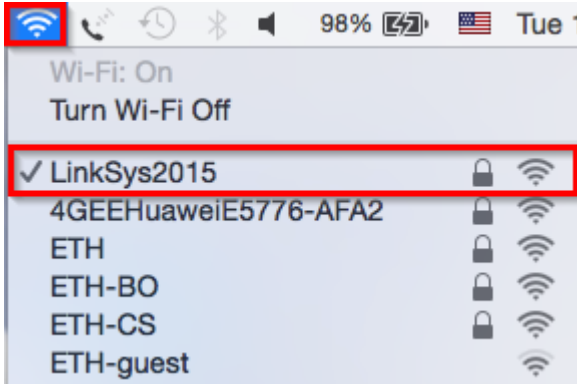 98% Tue
Wi-Fi: On
Turn Wi-Fi Off
LinkSys2015
4GEEHuaweiE5776-AFA2
ETH
ETH-BO
ETH-CS
ETH-guest